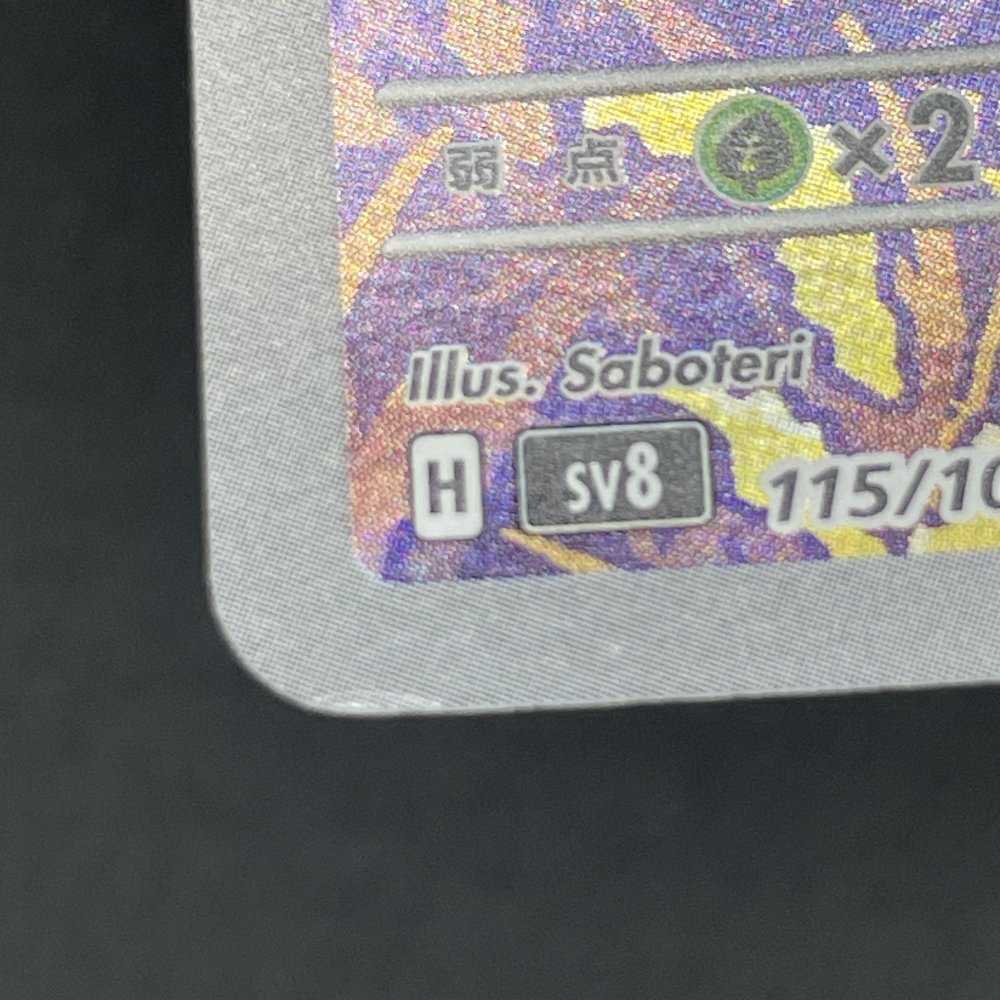 弱点 ×2
Illus. Saboteri
H SV8 115/10